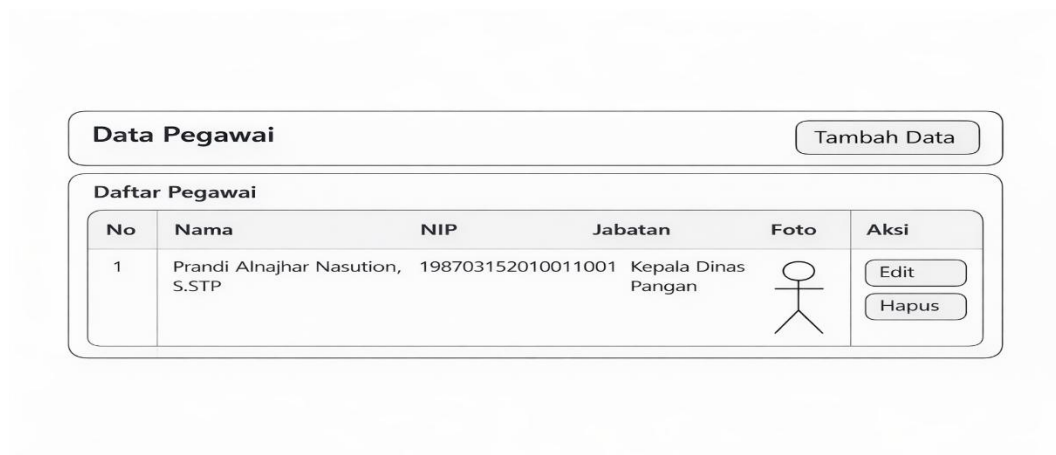 Data Pegawai
Tambah Data
Daftar Pegawai
No Nama NIP Jabatan Foto Aksi
1 Prandi Alnajhar Nasution, 198703152010011001 Kepala Dinas Edit
S.STP Pangan
Hapus